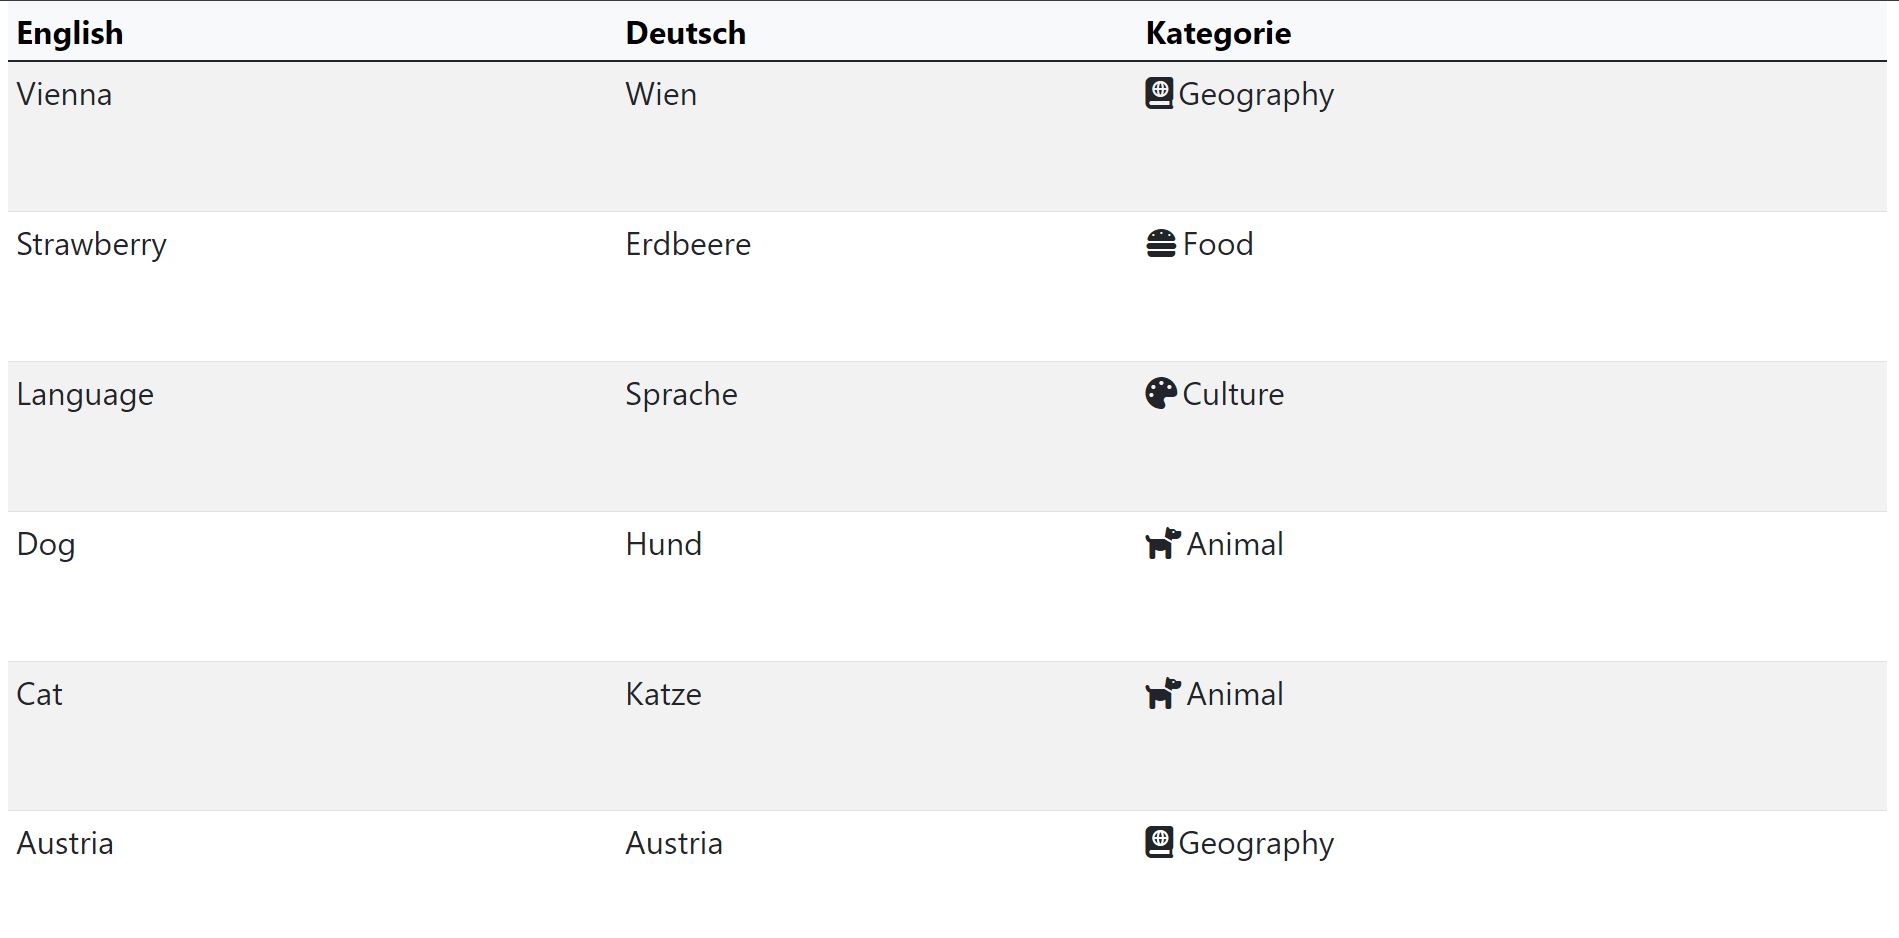 English Deutsch Kategorie
Vienna Wien Geography
Strawberry Erdbeere Food
Language Sprache Culture
Dog Hund Animal
Cat Katze Animal
Austria Austria Geography